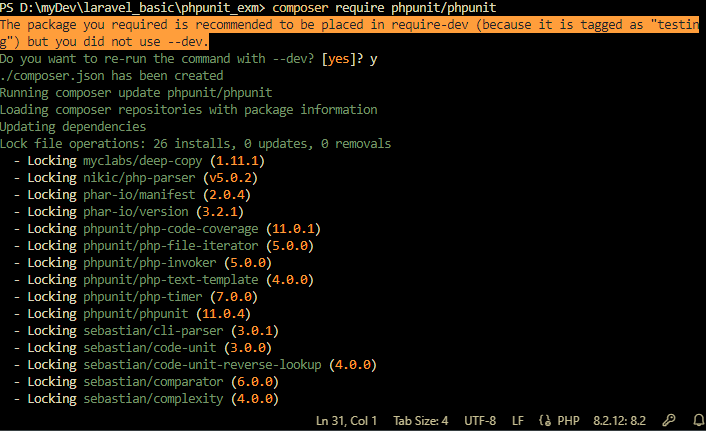 PS D:\myDev\laravel_basic\phpunit_exm> composer require phpunit/phpunit
The package you required is recommended to be placed in require-dev (because it is tagged as "testin
g") but you did not use --dev.
Do you want to re-run the command with --dev? [yes]? y
./composer.json has been created
Running composer update phpunit/phpunit
Loading composer repositories with package information
Updating dependencies
Lock file operations: 26 installs, 0 updates, 0 removals
- Locking myclabs/deep-copy (1.11.1)
- Locking nikic/php-parser (v5.0.2)
- Locking phar-io/manifest (2.0.4)
- Locking phar-io/version (3.2.1)
- Locking phpunit/php-code-coverage (11.0.1)
- Locking phpunit/php-file-iterator (5.0.0)
- Locking phpunit/php-invoker (5.0.0)
- Locking phpunit/php-text-template (4.0.0)
- Locking phpunit/php-timer (7.0.0)
- Locking phpunit/phpunit (11.0.4)
- Locking sebastian/cli-parser (3.0.1)
- Locking sebastian/code-unit (3.0.0)
- Locking sebastian/code-unit-reverse-lookup (4.0.0)
- Locking sebastian/comparator (6.0.0)
- Locking sebastian/complexity (4.0.0)
Ln 31, Col 1 Tab Size: 4 UTF-8 LF PHP 8.2.12: 8.2